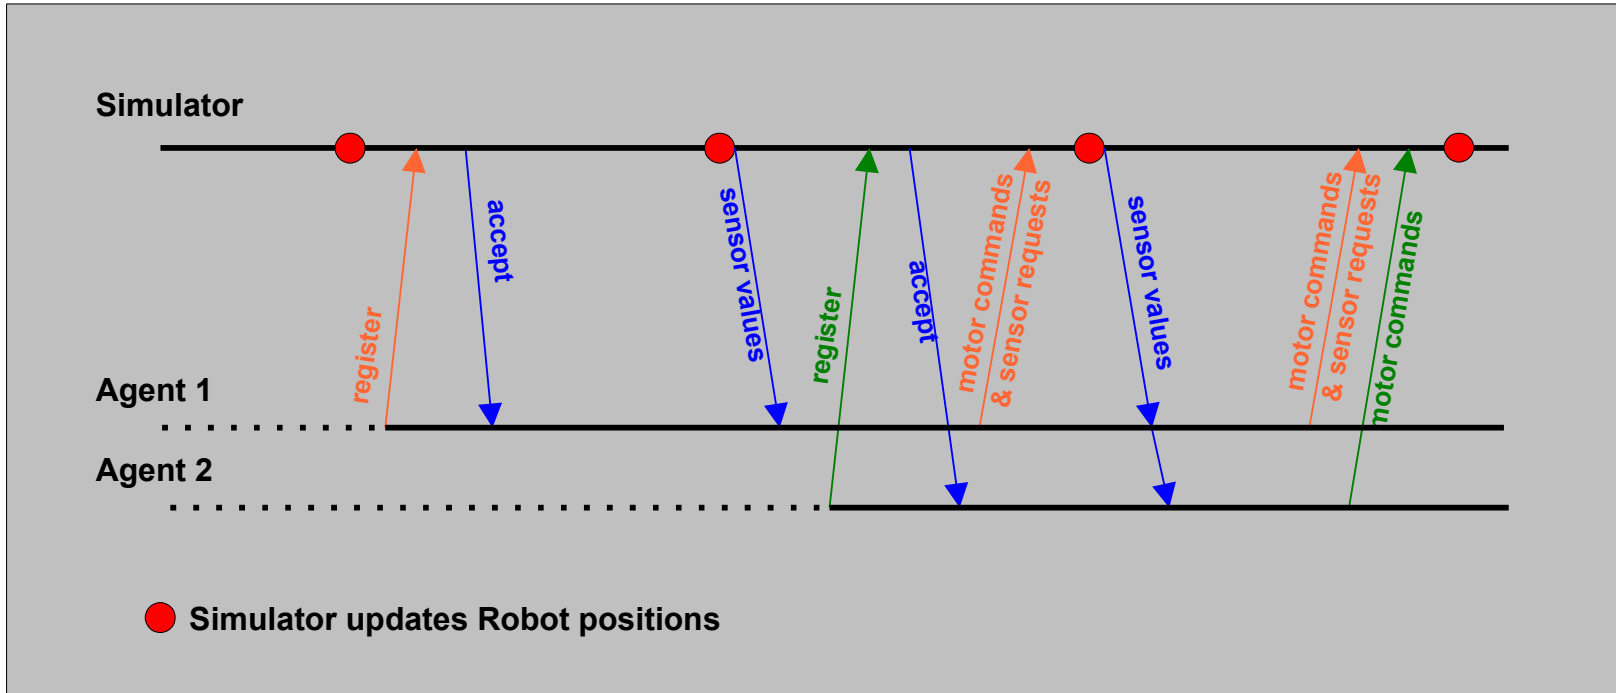 Simulator
accept
sensor values
register
register
accept
motor commands
& sensor requests
sensor values
motor commands
& sensor requests
motor commands
Agent 1
Agent 2
Simulator updates Robot positions